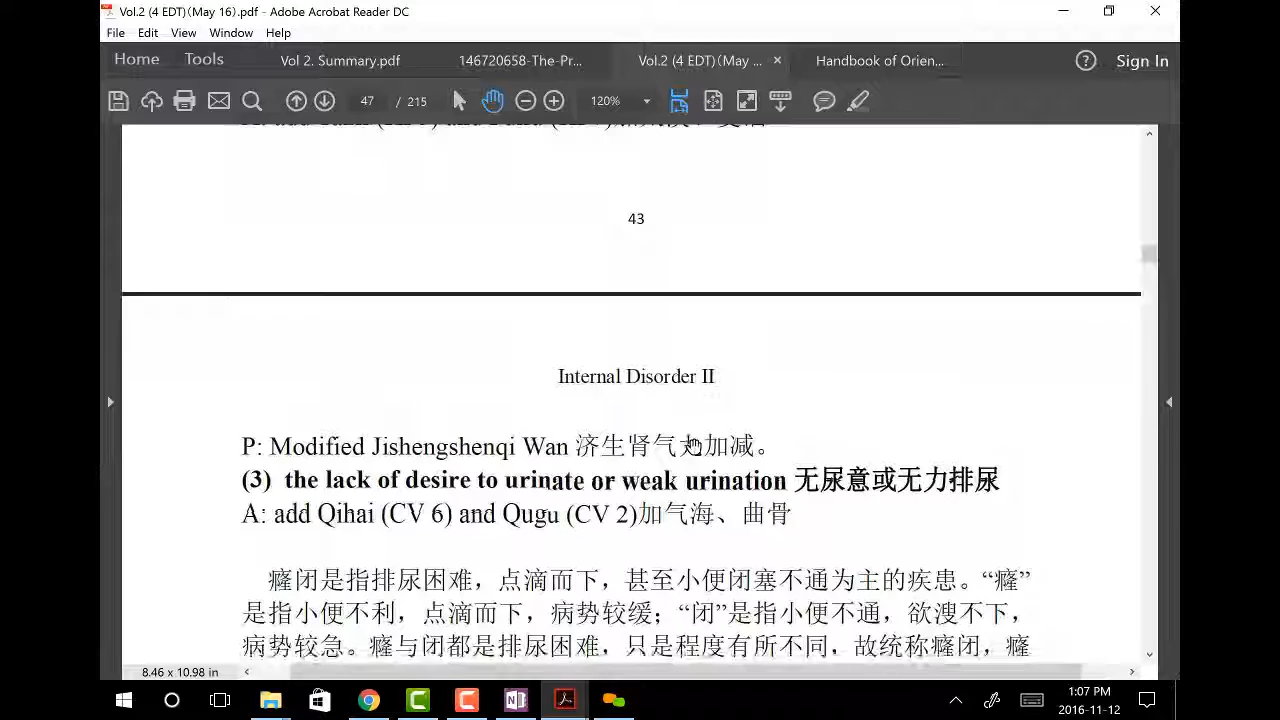 Vol.2 (4 EDT)(May 16).pdf - Adobe Acrobat Reader DC
File Edit View Window Help
Home Tools Vol 2. Summary.pdf 146720658-The-Pr... Vol.2 (4 EDT)(May ... × Handbook of Orien... Sign In
47 / 215 120%
43
Internal Disorder II
P: Modified Jishengshenqi Wan 济生肾气丸加减。
(3) the lack of desire to urinate or weak urination 无尿意或无力排尿
A: add Qihai (CV 6) and Qugu (CV 2)加气海、曲骨
癃闭是指排尿困难，点滴而下，甚至小便闭塞不通为主的疾患。“癃”
是指小便不利，点滴而下，病势较缓；“闭”是指小便不通，欲溲不下，
病势较急。癃与闭都是排尿困难，只是程度有所不同，故统称癃闭，癃
8.46 x 10.98 in
1:07 PM
2016-11-12